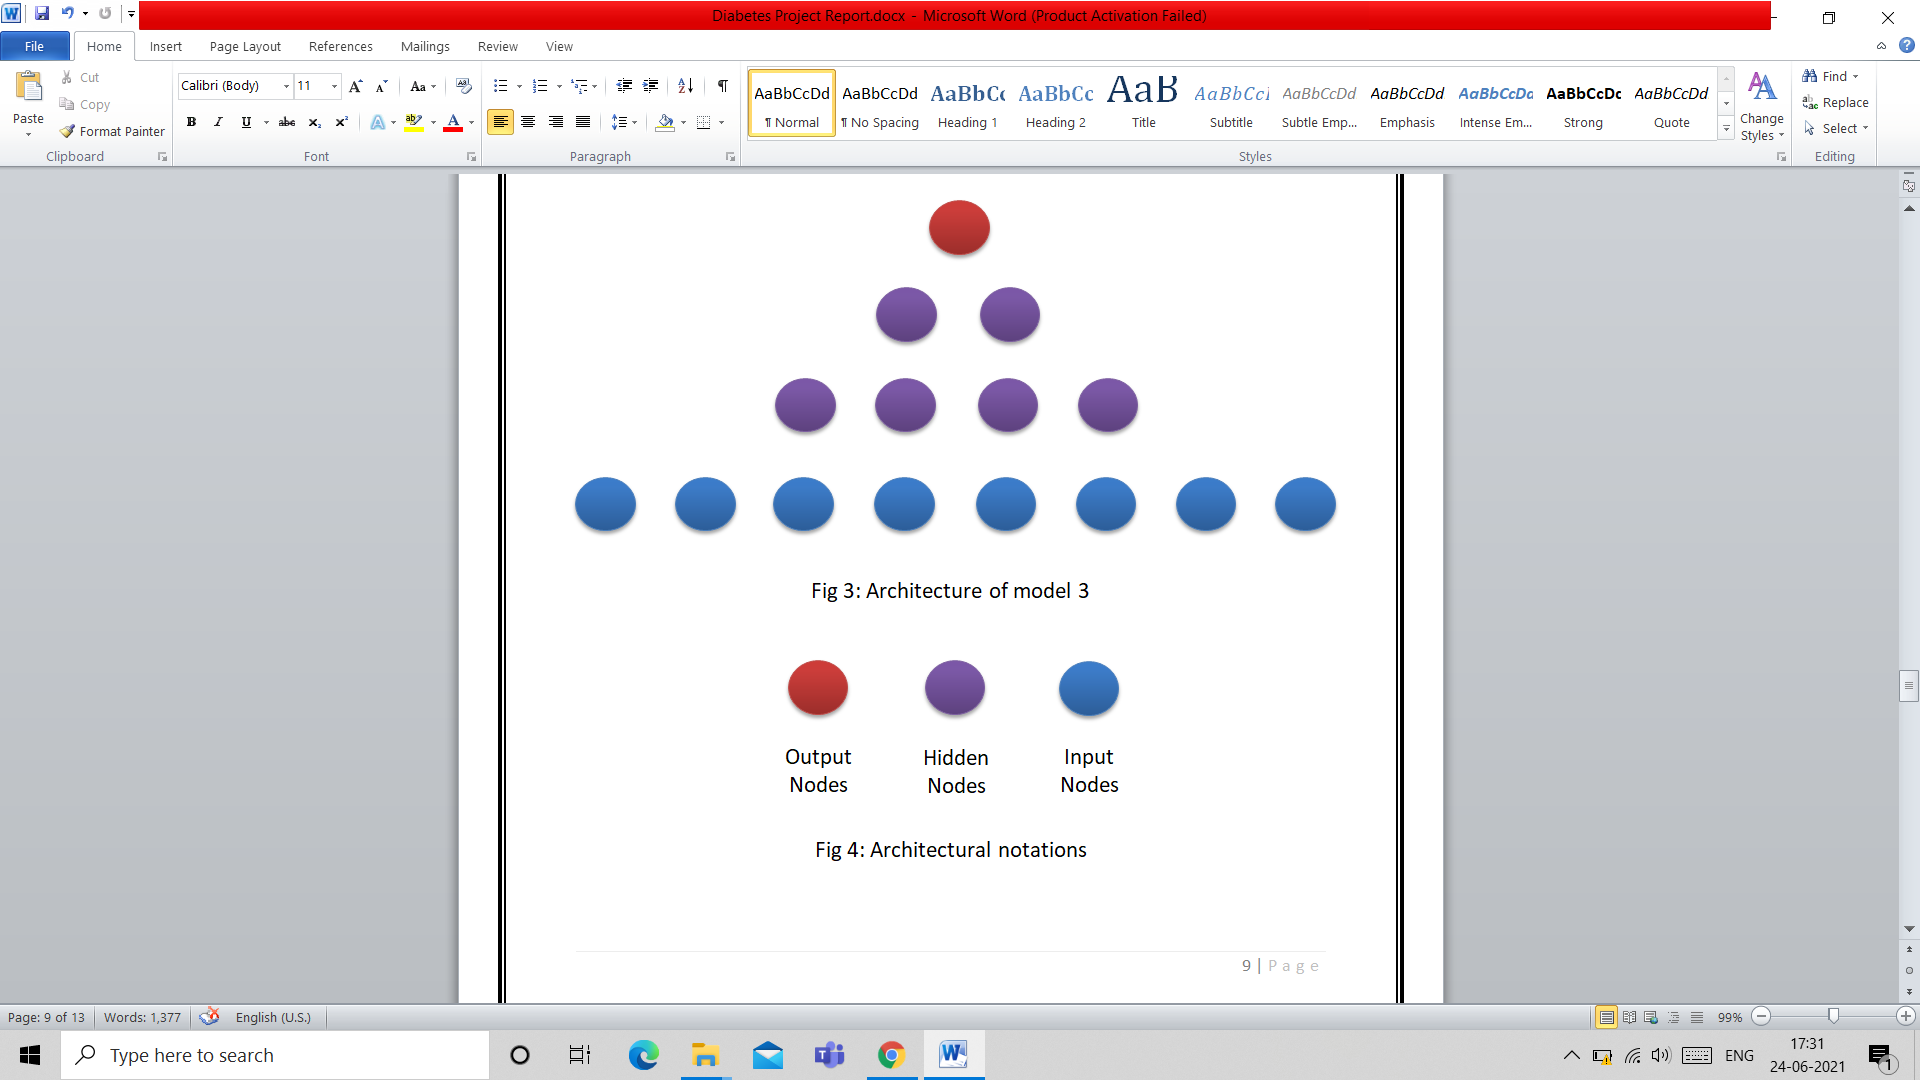 Diabetes Project Report.docx - Microsoft Word (Product Activation Failed)
File Home Insert Page Layout References Mailings Review View
Paste
Cut
Copy
Format Painter
Clipboard
Calibri (Body) 11
Font
Paragraph
AaBbCcDd AaBbCcDd AaBbCc AaBbCc AaB AaBbCcI AaBbCcDd AaBbCcDd AaBbCcDd AaBbCcDc AaBbCcDd
¶ Normal ¶ No Spacing Heading 1 Heading 2 Title Subtitle Subtle Emp... Emphasis Intense Em... Strong Quote
Change
Styles
Styles
Find
Replace
Select
Editing
Fig 3: Architecture of model 3
Output
Nodes
Hidden
Nodes
Input
Nodes
Fig 4: Architectural notations
9 | Page
Page: 9 of 13 Words: 1,377 English (U.S.) 99%
Type here to search
ENG
17:31
24-06-2021
1